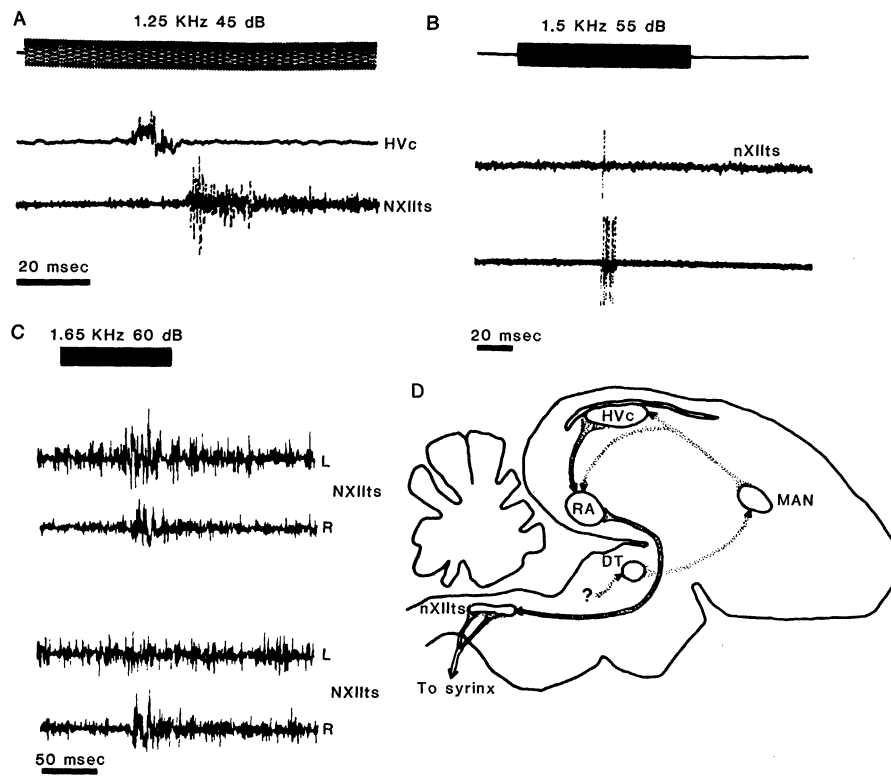 A
1.25 KHz 45 dB
HVc
NXIIts
20 msec
B
1.5 KHz 55 dB
nXIIts
20 msec
C
1.65 KHz 60 dB
L
NXIIts
R
L
NXIIts
R
50 msec
D
HVc
RA
MAN
DT
?
nXIIts
To syrinx